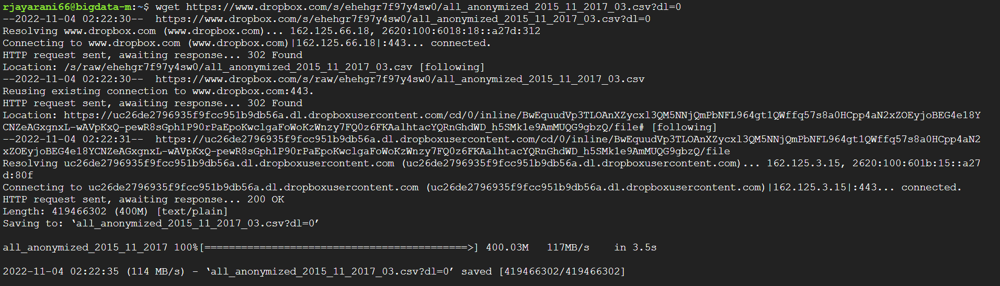 rjayarani66@bigdata-m:~$ wget https://www.dropbox.com/s/ehehgr7f97y4sw0/all_anonymized_2015_11_2017_03.csv?dl=0
--2022-11-04 02:22:30--  https://www.dropbox.com/s/ehehgr7f97y4sw0/all_anonymized_2015_11_2017_03.csv?dl=0
Resolving www.dropbox.com (www.dropbox.com)... 162.125.66.18, 2620:100:6018:18::a27d:312
Connecting to www.dropbox.com (www.dropbox.com)|162.125.66.18|:443... connected.
HTTP request sent, awaiting response... 302 Found
Location: /s/raw/ehehgr7f97y4sw0/all_anonymized_2015_11_2017_03.csv [following]
--2022-11-04 02:22:30--  https://www.dropbox.com/s/raw/ehehgr7f97y4sw0/all_anonymized_2015_11_2017_03.csv
Reusing existing connection to www.dropbox.com:443.
HTTP request sent, awaiting response... 302 Found
Location: https://uc26de2796935f9fcc951b9db56a.dl.dropboxusercontent.com/cd/0/inline/BwEquudVp3TLOAnXZycxl3QM5NNjQmPbNFL964gt1QWffq57s8a0HCpp4aN2xZOEyjoBEG4e18Y
CNZeAGxgnxL-wAVpKxQ-pewR8sGph1P90rPaEpoKwclgaFoWoKzWnzy7FQ0z6FKAalhtacYQRnGhdWD_h5SMk1e9AmMUQG9gbzQ/file# [following]
--2022-11-04 02:22:31--  https://uc26de2796935f9fcc951b9db56a.dl.dropboxusercontent.com/cd/0/inline/BwEquudVp3TLOAnXZycxl3QM5NNjQmPbNFL964gt1QWffq57s8a0HCpp4aN2
xZOEyjoBEG4e18YCNZeAGxgnxL-wAVpKxQ-pewR8sGph1P90rPaEpoKwclgaFoWoKzWnzy7FQ0z6FKAalhtacYQRnGhdWD_h5SMk1e9AmMUQG9gbzQ/file
Resolving uc26de2796935f9fcc951b9db56a.dl.dropboxusercontent.com (uc26de2796935f9fcc951b9db56a.dl.dropboxusercontent.com)... 162.125.3.15, 2620:100:601b:15::a27
d:80f
Connecting to uc26de2796935f9fcc951b9db56a.dl.dropboxusercontent.com (uc26de2796935f9fcc951b9db56a.dl.dropboxusercontent.com)|162.125.3.15|:443... connected.
HTTP request sent, awaiting response... 200 OK
Length: 419466302 (400M) [text/plain]
Saving to: ‘all_anonymized_2015_11_2017_03.csv?dl=0’
all_anonymized_2015_11_2017 100%[===========================================>] 400.03M   117MB/s    in 3.5s
2022-11-04 02:22:35 (114 MB/s) - ‘all_anonymized_2015_11_2017_03.csv?dl=0’ saved [419466302/419466302]